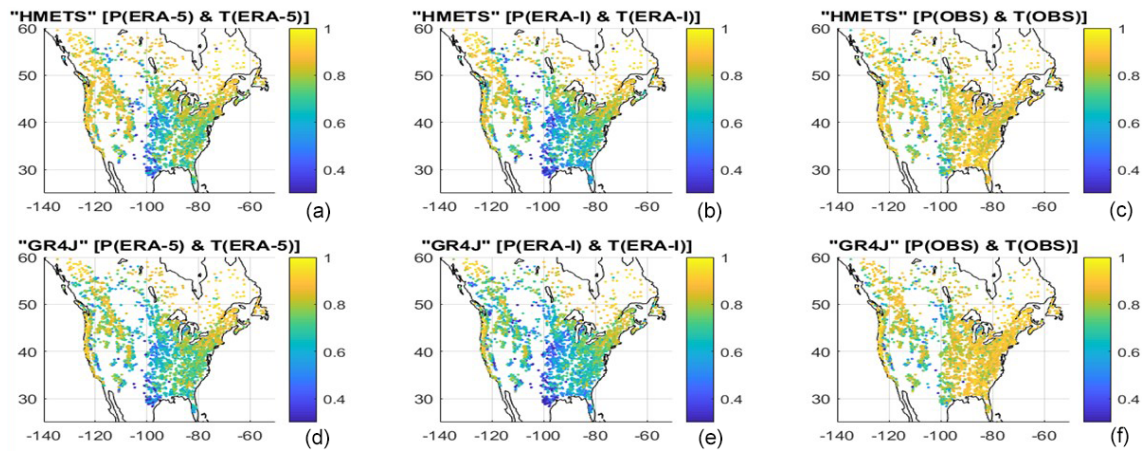 "HMETS" [P(ERA-5) & T(ERA-5)]
60
50
40
30
-140 -120 -100 -80 -60
1
0.8
0.6
0.4
(a)
"HMETS" [P(ERA-I) & T(ERA-I)]
60
50
40
30
-140 -120 -100 -80 -60
1
0.8
0.6
0.4
(b)
"HMETS" [P(OBS) & T(OBS)]
60
50
40
30
-140 -120 -100 -80 -60
1
0.8
0.6
0.4
(c)
"GR4J" [P(ERA-5) & T(ERA-5)]
60
50
40
30
-140 -120 -100 -80 -60
1
0.8
0.6
0.4
(d)
"GR4J" [P(ERA-I) & T(ERA-I)]
60
50
40
30
-140 -120 -100 -80 -60
1
0.8
0.6
0.4
(e)
"GR4J" [P(OBS) & T(OBS)]
60
50
40
30
-140 -120 -100 -80 -60
1
0.8
0.6
0.4
(f)